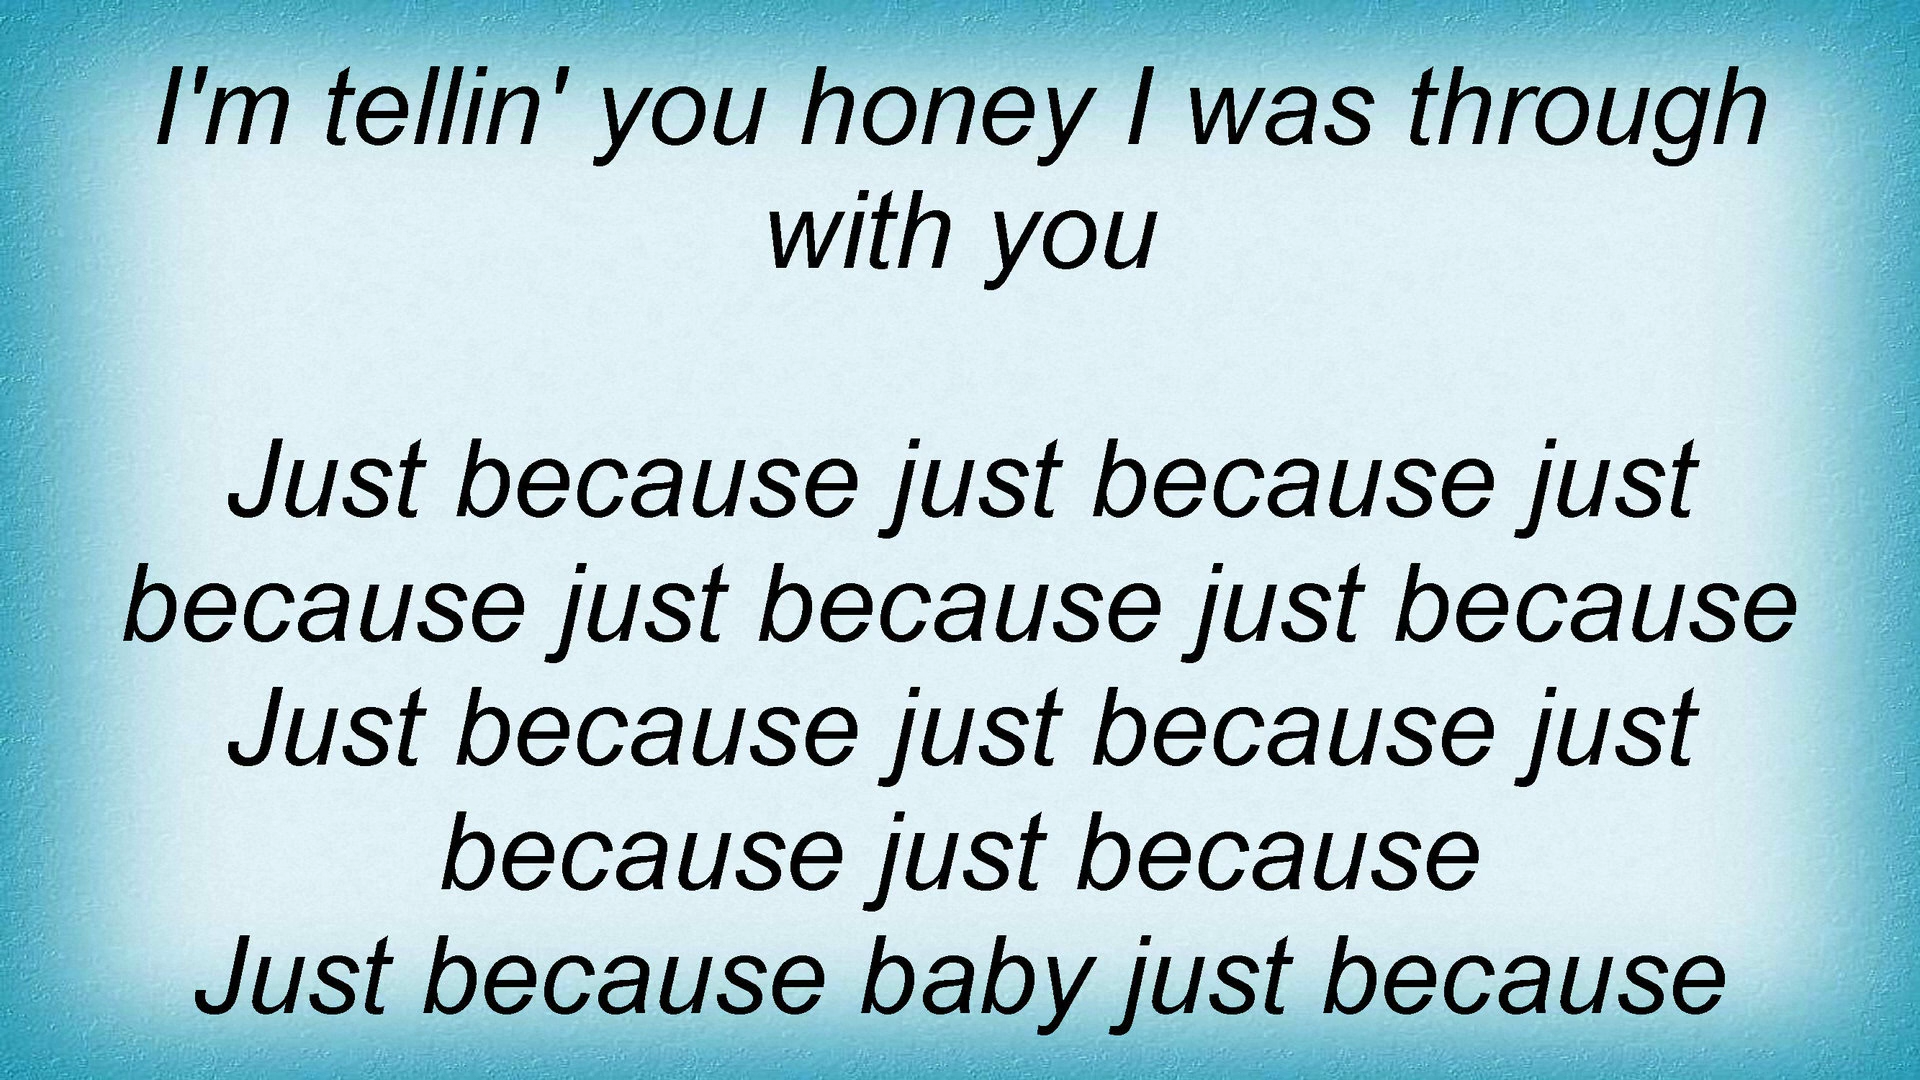 I'm tellin' you honey I was through
with you
Just because just because just
because just because just because
Just because just because just
because just because
Just because baby just because